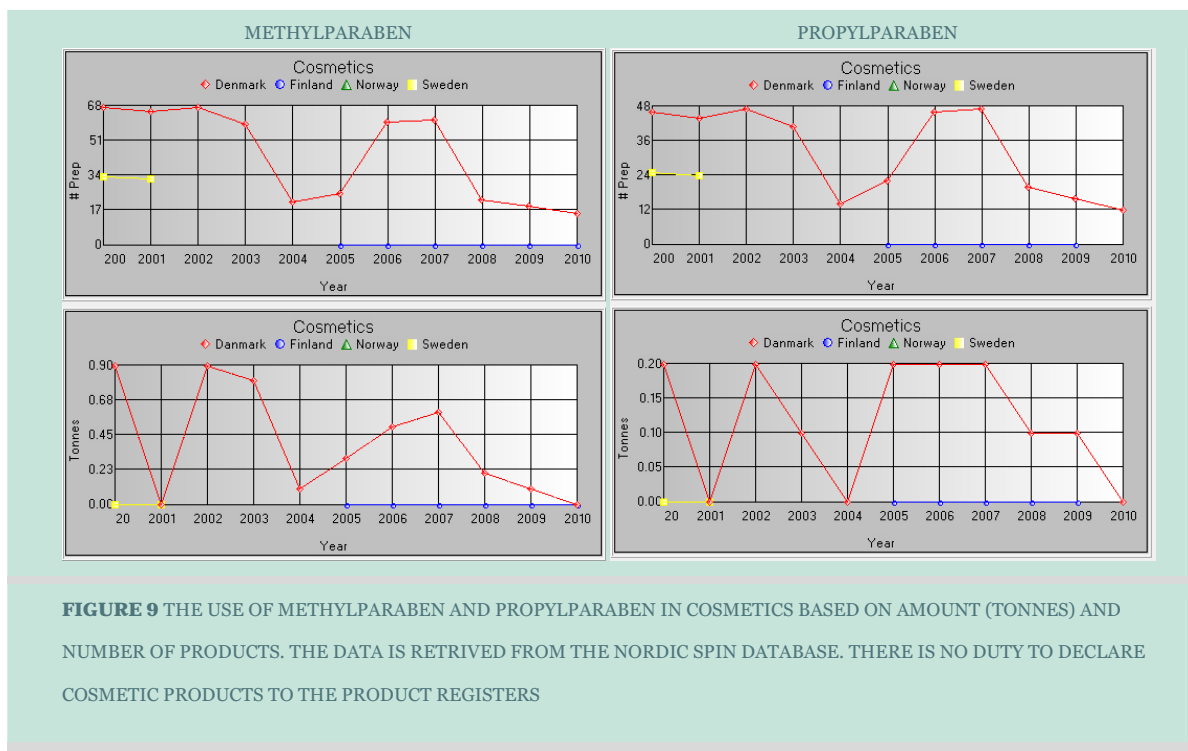 METHYLPARABEN
Cosmetics
Denmark Finland Norway Sweden
68
51
34
17
0
# Prep
200 2001 2002 2003 2004 2005 2006 2007 2008 2009 2010
Year
PROPYLPARABEN
Cosmetics
Denmark Finland Norway Sweden
48
36
24
12
0
# Prep
200 2001 2002 2003 2004 2005 2006 2007 2008 2009 2010
Year
Cosmetics
Danmark Finland Norway Sweden
0.90
0.68
0.45
0.23
0.00
Tonnes
20 2001 2002 2003 2004 2005 2006 2007 2008 2009 2010
Year
Cosmetics
Danmark Finland Norway Sweden
0.20
0.15
0.10
0.05
0.00
Tonnes
20 2001 2002 2003 2004 2005 2006 2007 2008 2009 2010
Year
FIGURE 9 THE USE OF METHYLPARABEN AND PROPYLPARABEN IN COSMETICS BASED ON AMOUNT (TONNES) AND
NUMBER OF PRODUCTS. THE DATA IS RETRIVED FROM THE NORDIC SPIN DATABASE. THERE IS NO DUTY TO DECLARE
COSMETIC PRODUCTS TO THE PRODUCT REGISTERS